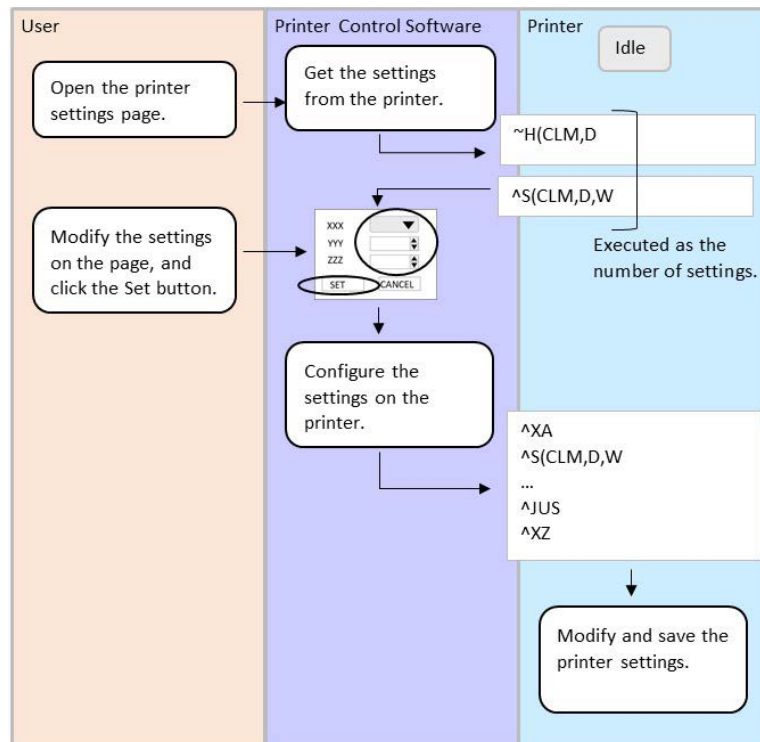 User
Printer Control Software
Printer
Idle
Open the printer
settings page.
Get the settings
from the printer.
~H(CLM,D
^S(CLM,D,W
Executed as the
number of settings.
Modify the settings
on the page, and
click the Set button.
XXX
YYY
ZZZ
SET
CANCEL
Configure the
settings on the
printer.
^XA
^S(CLM,D,W
...
^JUS
^XZ
Modify and save the
printer settings.